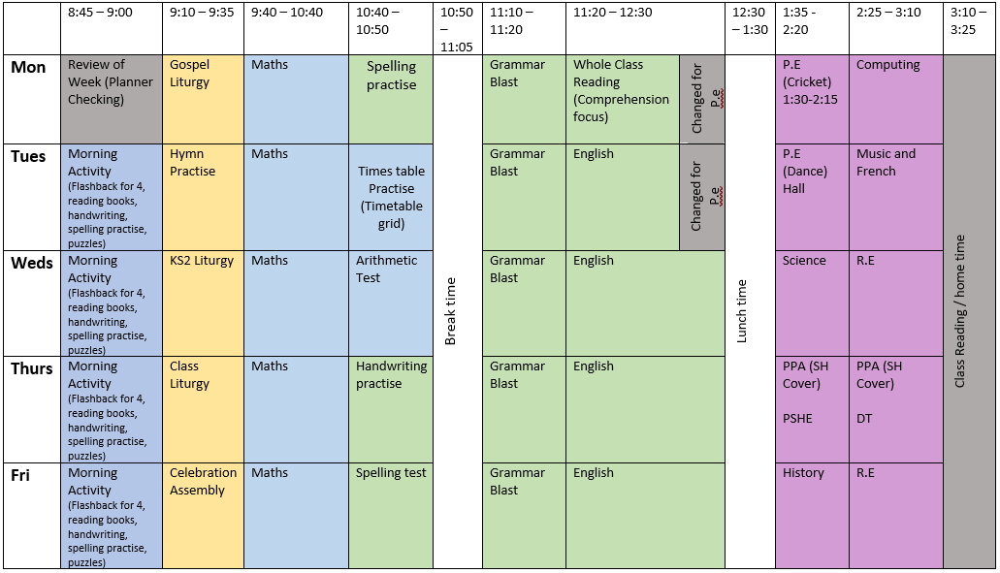 8:45 – 9:00
9:10 – 9:35
9:40 – 10:40
10:40 –
10:50
10:50
–
11:05
11:10 –
11:20
11:20 – 12:30
12:30
– 1:30
1:35 -
2:20
2:25 – 3:10
3:10 –
3:25
Mon
Review of
Week (Planner
Checking)
Gospel
Liturgy
Maths
Spelling
practise
Break time
Grammar
Blast
Whole Class
Reading
(Comprehension
focus)
Changed for
P.e
Lunch time
P.E
(Cricket)
1:30-2:15
Computing
Class Reading / home time
Tues
Morning
Activity
(Flashback for 4,
reading books,
handwriting,
spelling practise,
puzzles)
Hymn
Practise
Maths
Times table
Practise
(Timetable
grid)
Grammar
Blast
English
Changed for
P.e
P.E
(Dance)
Hall
Music and
French
Weds
Morning
Activity
(Flashback for 4,
reading books,
handwriting,
spelling practise,
puzzles)
KS2 Liturgy
Maths
Arithmetic
Test
Grammar
Blast
English
Science
R.E
Thurs
Morning
Activity
(Flashback for 4,
reading books,
handwriting,
spelling practise,
puzzles)
Class
Liturgy
Maths
Handwriting
practise
Grammar
Blast
English
PPA (SH
Cover)
PSHE
PPA (SH
Cover)
DT
Fri
Morning
Activity
(Flashback for 4,
reading books,
handwriting,
spelling practise,
puzzles)
Celebration
Assembly
Maths
Spelling test
Grammar
Blast
English
History
R.E